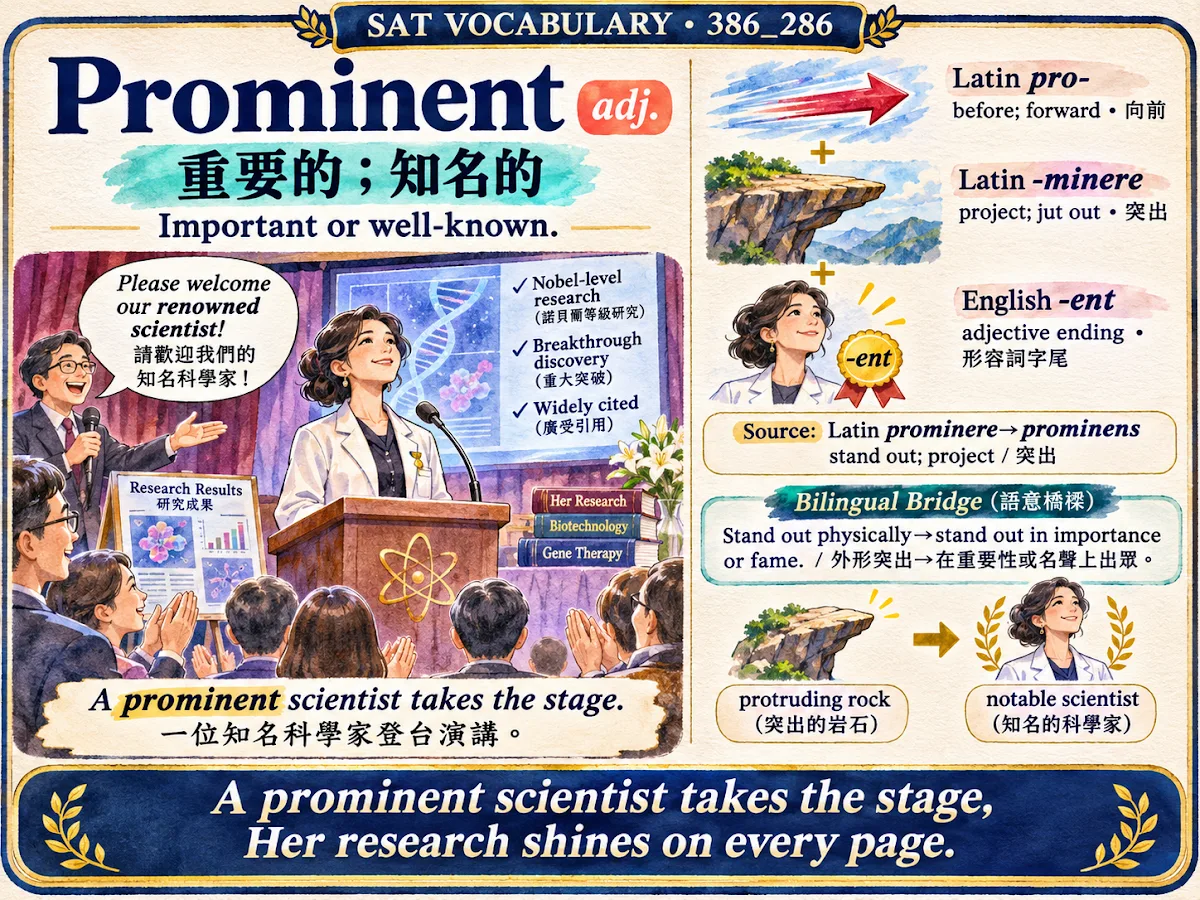 SAT VOCABULARY • 386_286
Prominent adj.
重要的；知名的
Important or well-known.
Please welcome
our renowned
scientist!
請歡迎我們的
知名科學家！
✓ Nobel-level
research
（諾貝爾等級研究）
✓ Breakthrough
discovery
（重大突破）
✓ Widely cited
（廣受引用）
Research Results
研究成果
Her Research
Biotechnology
Gene Therapy
A prominent scientist takes the stage.
一位知名科學家登台演講。
Latin pro-
before; forward • 向前
+
Latin -minere
project; jut out • 突出
+
English -ent
adjective ending •
形容詞字尾
-ent
Source: Latin prominere→prominens
stand out; project / 突出
Bilingual Bridge（語意橋樑）
Stand out physically→stand out in importance
or fame. / 外形突出→在重要性或名聲上出眾。
protruding rock
（突出的岩石）
notable scientist
（知名的科學家）
A prominent scientist takes the stage,
Her research shines on every page.